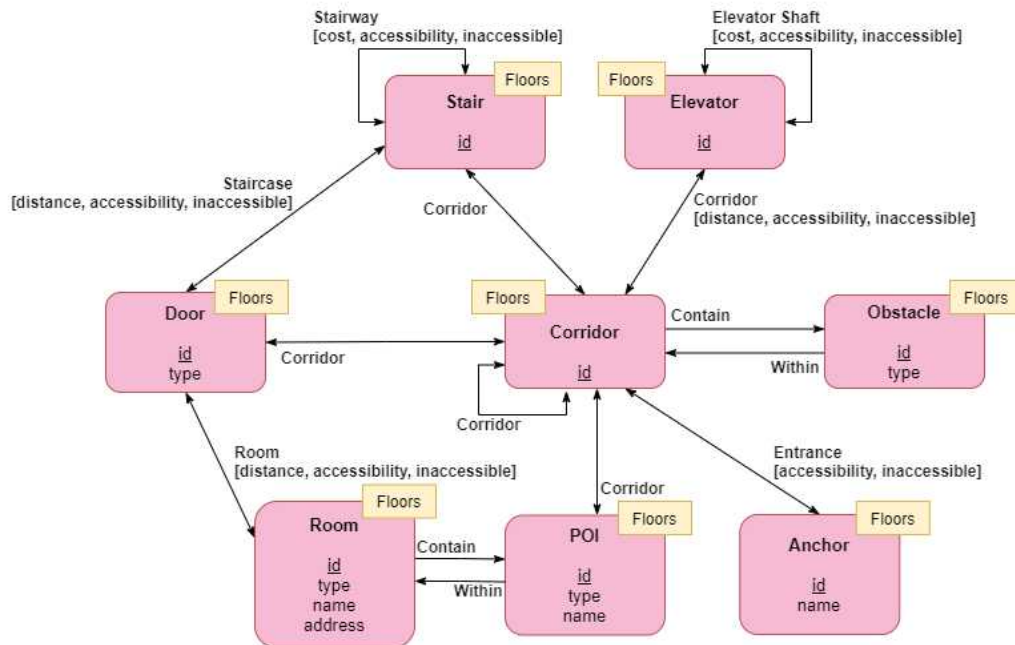 Stairway
[cost, accessibility, inaccessible]
Elevator Shaft
[cost, accessibility, inaccessible]
Floors
Stair
id
Floors
Elevator
id
Staircase
[distance, accessibility, inaccessible]
Corridor
Corridor
[distance, accessibility, inaccessible]
Floors
Door
id
type
Corridor
Floors
Corridor
id
Corridor
Contain
Within
Floors
Obstacle
id
type
Room
[distance, accessibility, inaccessible]
Corridor
Entrance
[accessibility, inaccessible]
Floors
Room
id
type
name
address
Contain
Within
Floors
POI
id
type
name
Floors
Anchor
id
name